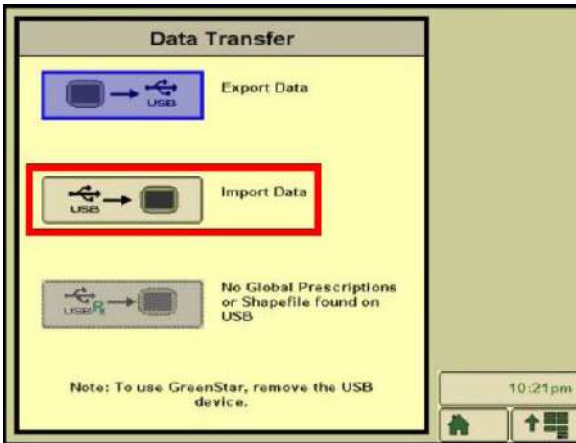 Data Transfer
USB
Export Data
USB
Import Data
USB Rx
No Global Prescriptions
or Shapefile found on
USB
Note: To use GreenStar, remove the USB
device.
10:21pm